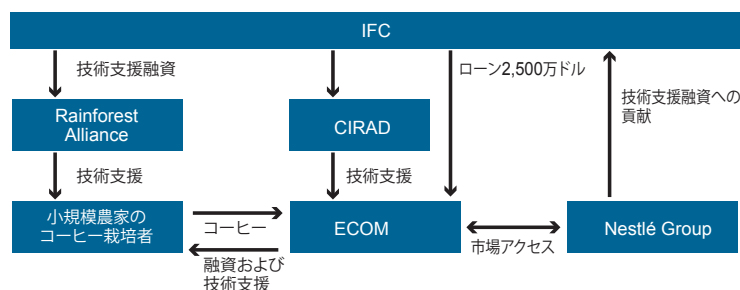 IFC
技術支援融資
ローン2,500万ドル
技術支援融資への
貢献
Rainforest
Alliance
CIRAD
技術支援
技術支援
小規模農家の
コーヒー栽培者
コーヒー
ECOM
市場アクセス
Nestlé Group
融資および
技術支援